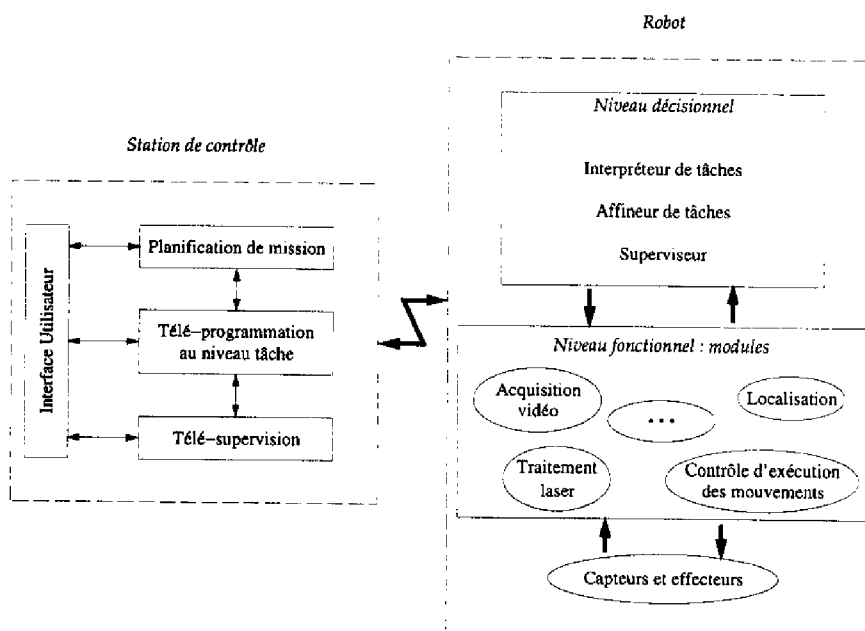 Robot
Niveau décisionnel
Interpréteur de tâches
Affineur de tâches
Superviseur
Station de contrôle
Interface Utilisateur
Planification de mission
Télé–programmation
au niveau tâche
Télé–supervision
Niveau fonctionnel : modules
Acquisition
vidéo
...
Localisation
Traitement
laser
Contrôle d'exécution
des mouvements
Capteurs et effecteurs